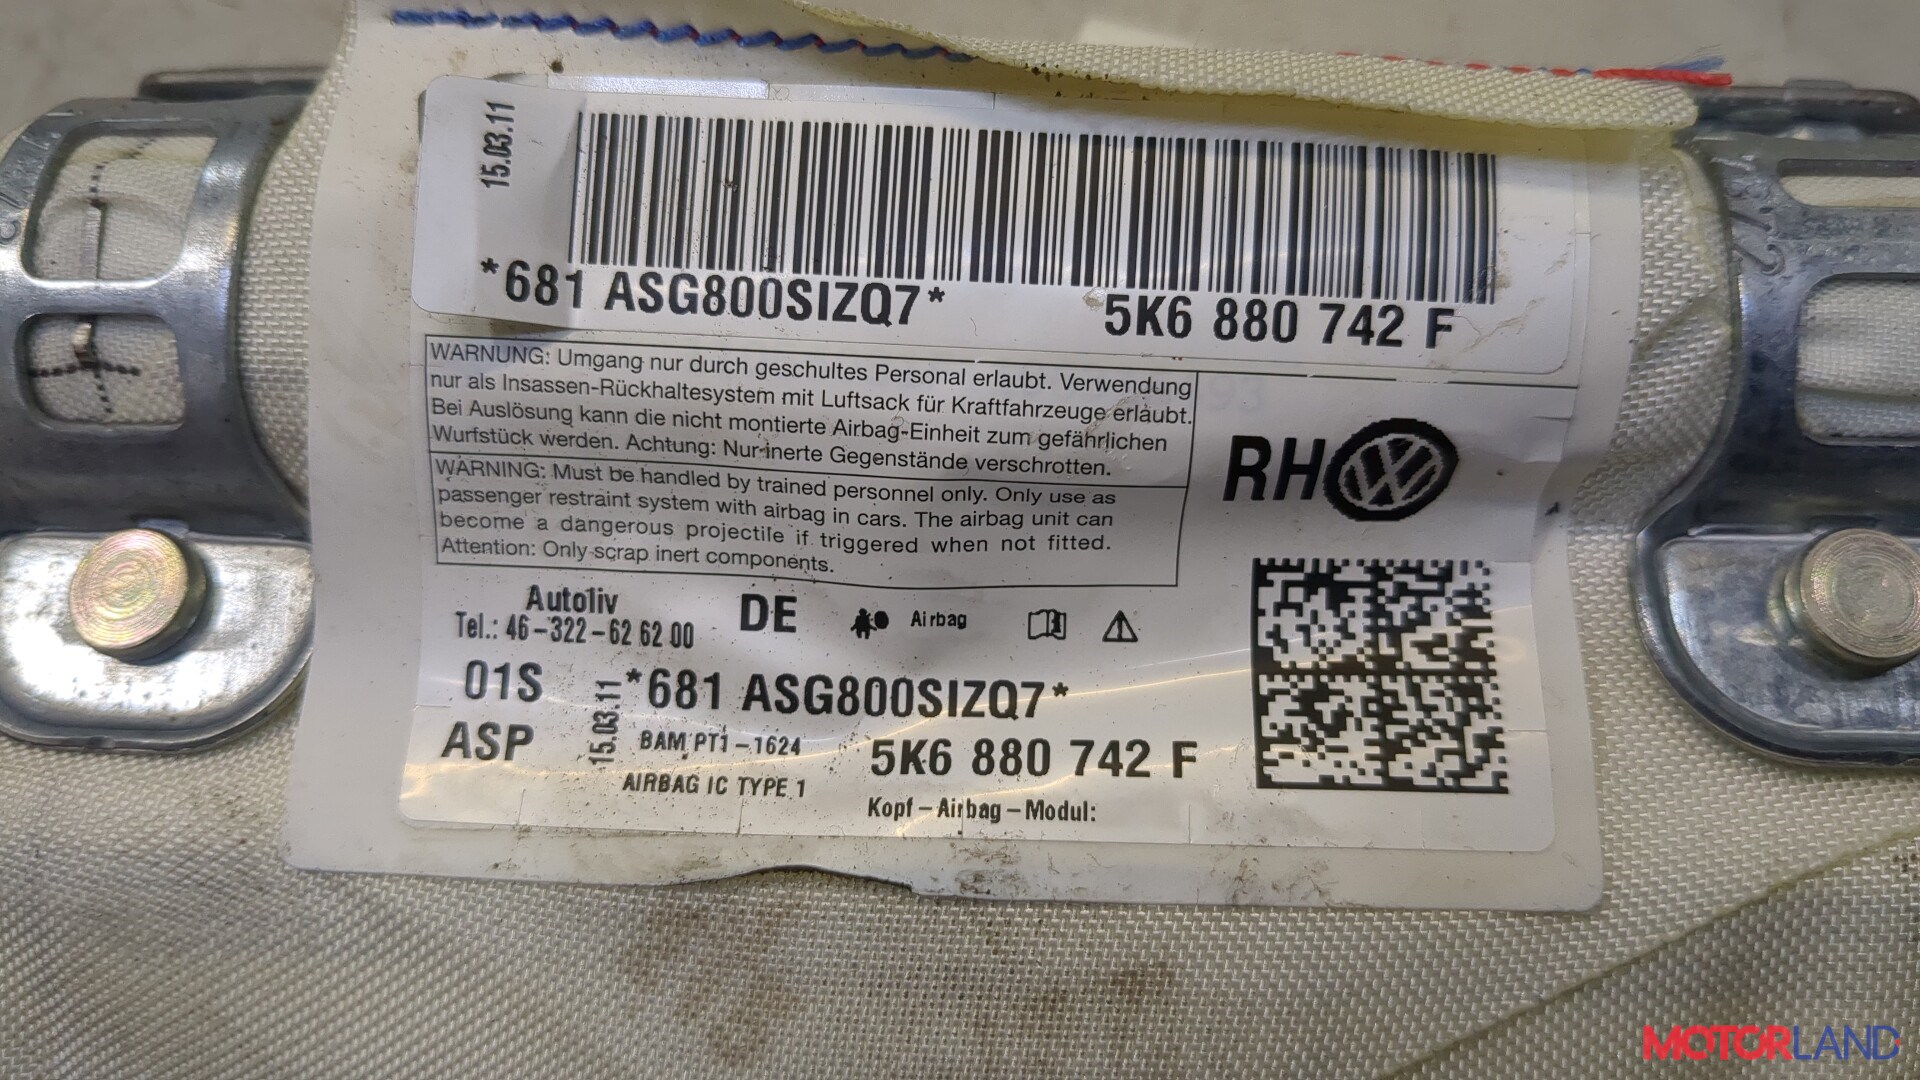 15.03.11
*681 ASG800SIZQ7* 5K6 880 742 F
WARNUNG: Umgang nur durch geschultes Personal erlaubt. Verwendung
nur als Insassen-Rückhaltesystem mit Luftsack für Kraftfahrzeuge erlaubt.
Bei Auslösung kann die nicht montierte Airbag-Einheit zum gefährlichen
Wurfstück werden. Achtung: Nur inerte Gegenstände verschrotten.
WARNING: Must be handled by trained personnel only. Only use as
passenger restraint system with airbag in cars. The airbag unit can
become a dangerous projectile if triggered when not fitted.
Attention: Only scrap inert components.
RH
Autoliv
Tel.: 46-322-62 62 00
DE
Airbag
01S
ASP
15.03.11
*681 ASG800SIZQ7*
BAM PT1-1624
5K6 880 742 F
AIRBAG IC TYPE 1
Kopf-Airbag-Modul:
MOTORLAND